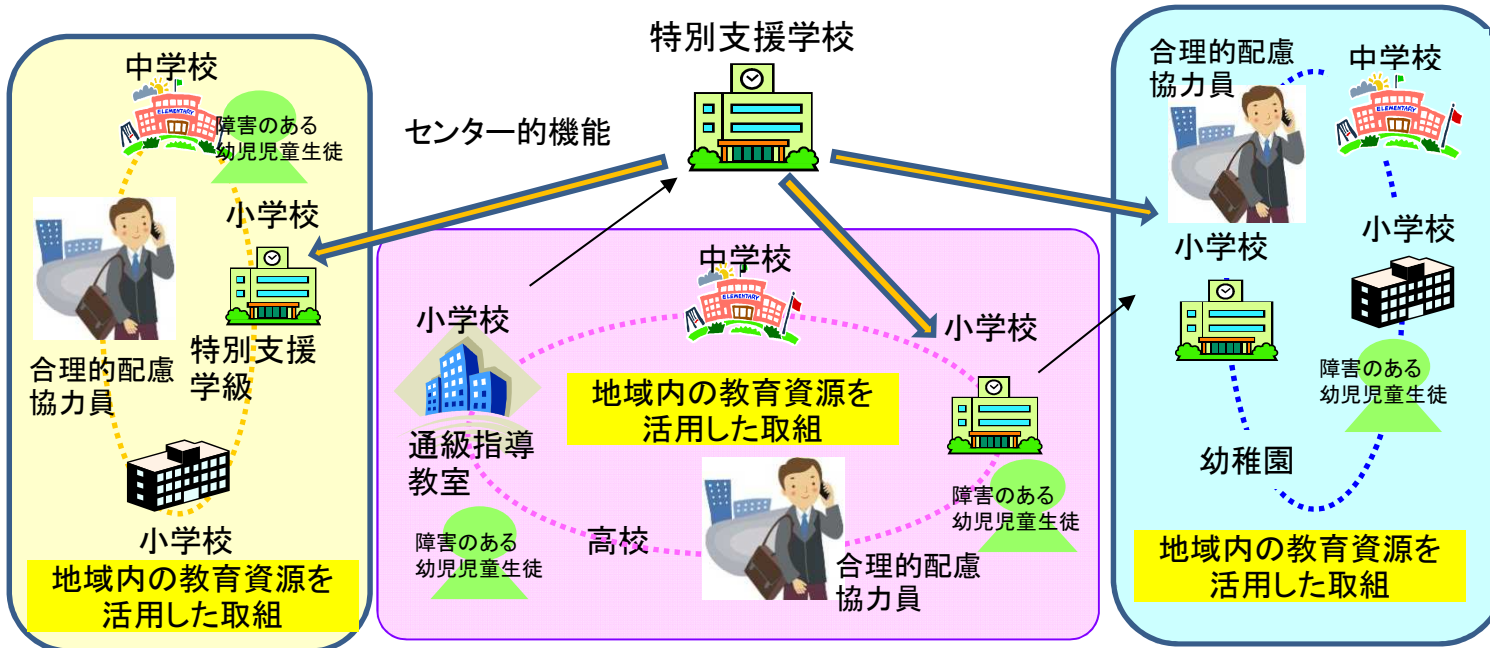 特別支援学校
センター的機能
中学校
ELEMENTARY
障害のある
幼児児童生徒
小学校
特別支援
学級
合理的配慮
協力員
小学校
地域内の教育資源を
活用した取組
中学校
ELEMENTARY
小学校
通級指導
教室
小学校
地域内の教育資源を
活用した取組
障害のある
幼児児童生徒
高校
合理的配慮
協力員
障害のある
幼児児童生徒
合理的配慮
協力員
中学校
ELEMENTARY
小学校
小学校
障害のある
幼児児童生徒
幼稚園
地域内の教育資源を
活用した取組